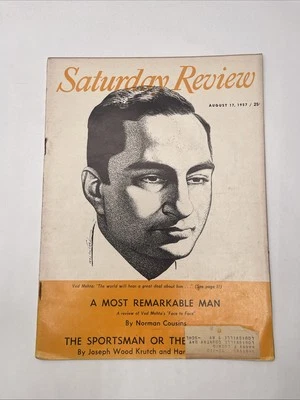 Saturday Review
AUGUST 17, 1957 / 25¢
Ved Mehta: "The world will hear a great deal about him . . ." (See page 11)
A MOST REMARKABLE MAN
A review of Ved Mehta's "Face to Face"
By Norman Cousins
THE SPORTSMAN OR THE
By Joseph Wood Krutch and Har